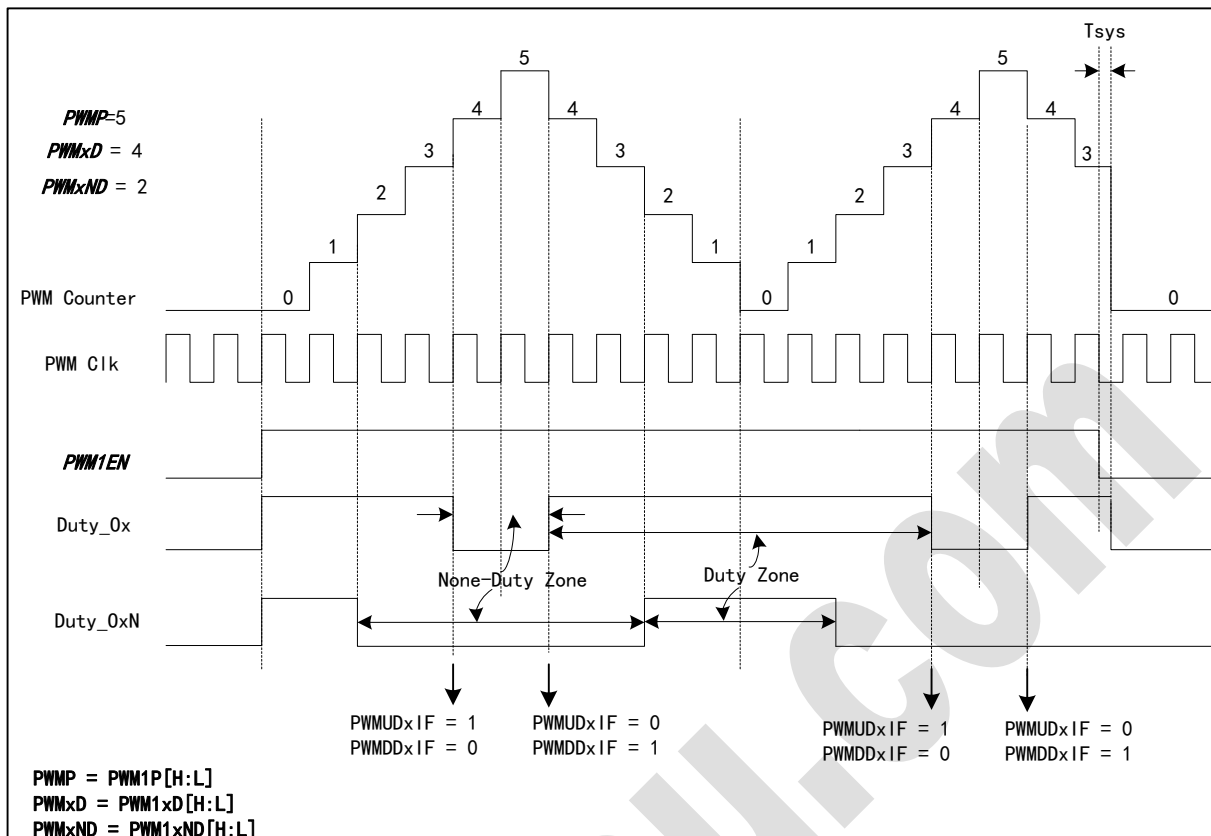 Tsys
5 5
PWMP=5
4 4 4 4
PWMxD = 4
3 3 3 3
PWMxND = 2
2 2 2
1 1 1
PWM Counter 0 0 0
PWM Clk
PWM1EN
Duty_Ox
None-Duty Zone Duty Zone
Duty_OxN
PWMUDxIF = 1 PWMUDxIF = 0 PWMUDxIF = 1 PWMUDxIF = 0
PWMDDxIF = 0 PWMDDxIF = 1 PWMDDxIF = 0 PWMDDxIF = 1
PWMP = PWM1P[H:L]
PWMxD = PWM1xD[H:L]
PWMxND = PWM1xND[H:L]
u.com